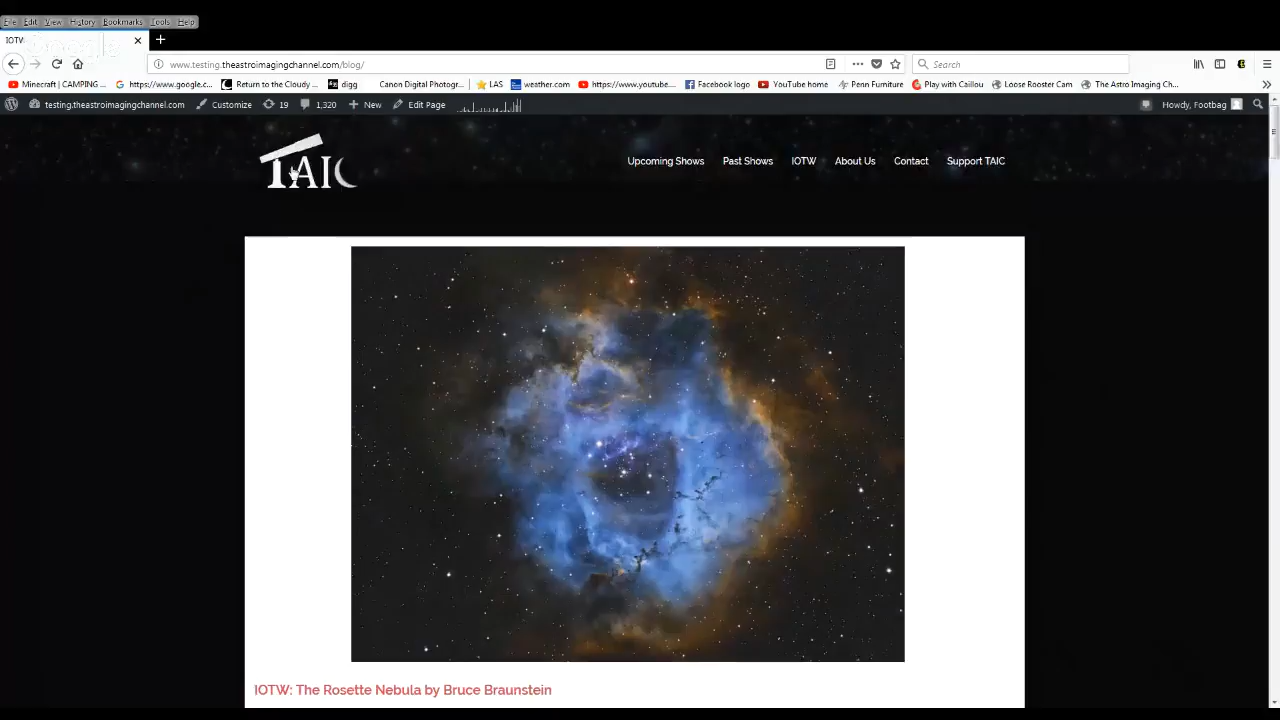 File Edit View History Bookmarks Tools Help
IOTW:
www.testing.theastroimagingchannel.com/blog/
Search
Minecraft | CAMPING ... https://www.google.c... Return to the Cloudy ... digg Canon Digital Photogr... LAS weather.com https://www.youtube.... Facebook logo YouTube home Penn Furniture Play with Caillou Loose Rooster Cam The Astro Imaging Ch...
testing.theastroimagingchannel.com Customize 19 1,320 New Edit Page Howdy, Footbag
TAIC
Upcoming Shows Past Shows IOTW About Us Contact Support TAIC
IOTW: The Rosette Nebula by Bruce Braunstein